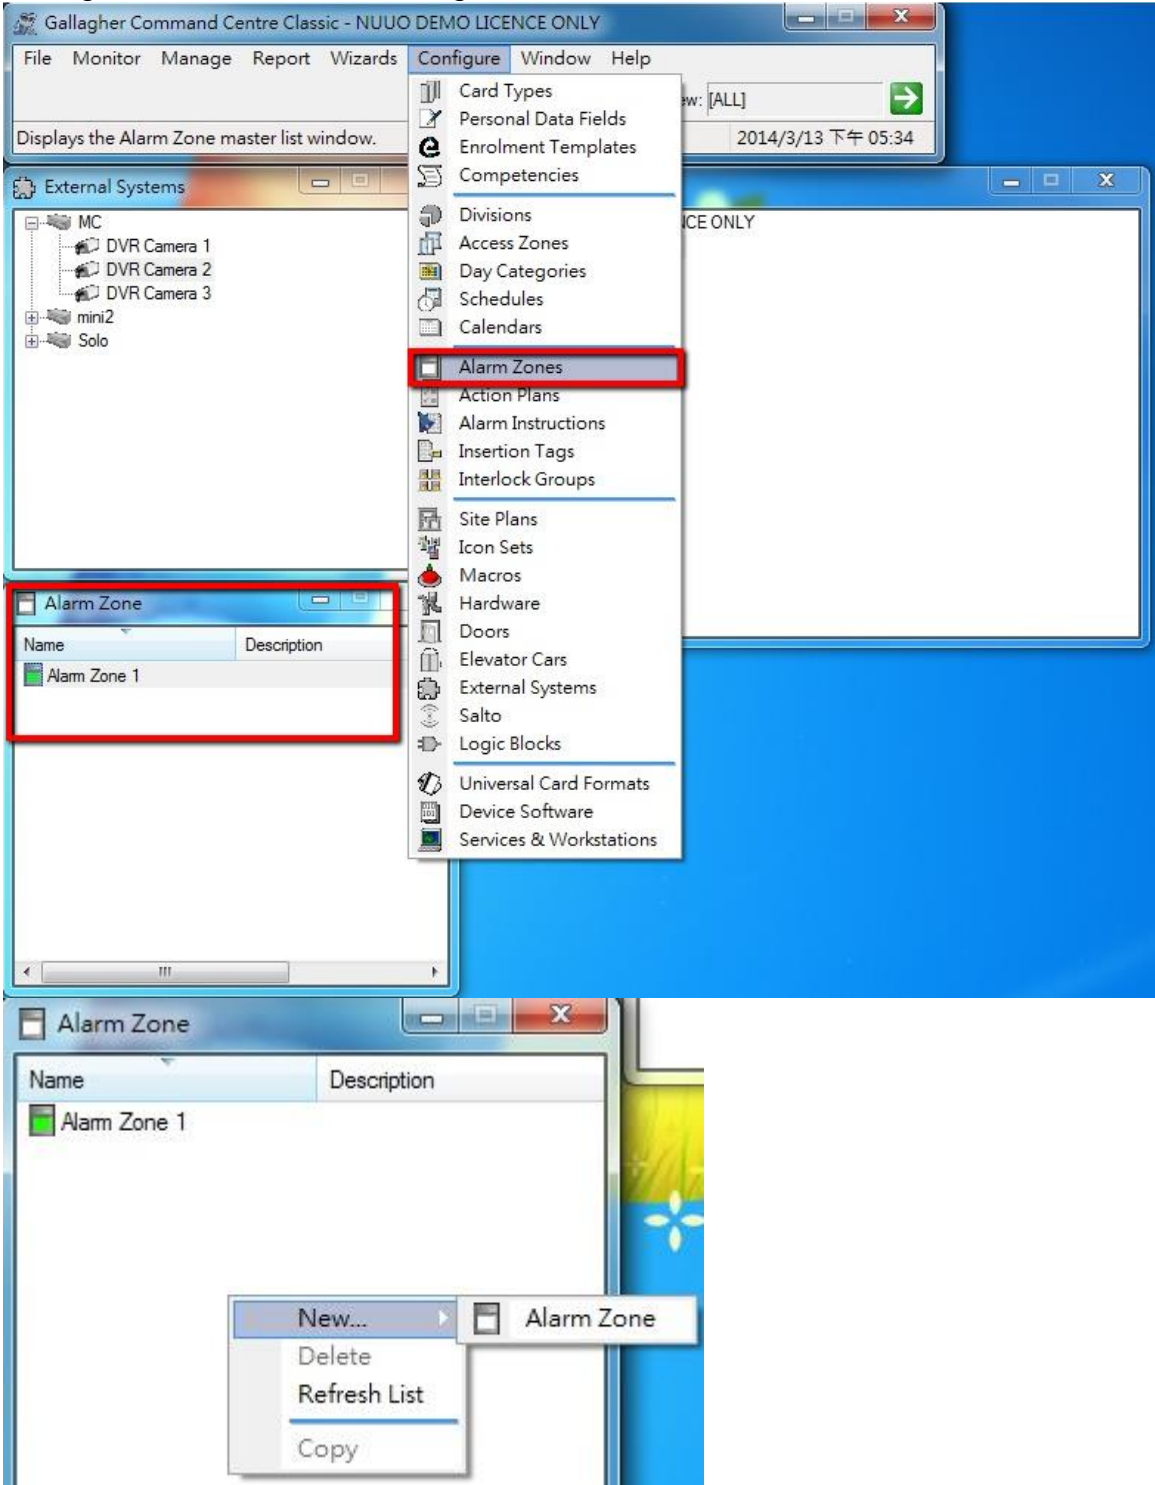 Gallagher Command Centre Classic - NUUO DEMO LICENCE ONLY
File Monitor Manage Report Wizards Configure Window Help
[ALL]
Displays the Alarm Zone master list window.
2014/3/13 下午 05:34
External Systems
MC
DVR Camera 1
DVR Camera 2
DVR Camera 3
mini2
Solo
ICE ONLY
Card Types
Personal Data Fields
Enrolment Templates
Competencies
Divisions
Access Zones
Day Categories
Schedules
Calendars
Alarm Zones
Action Plans
Alarm Instructions
Insertion Tags
Interlock Groups
Site Plans
Icon Sets
Macros
Hardware
Doors
Elevator Cars
External Systems
Salto
Logic Blocks
Universal Card Formats
Device Software
Services & Workstations
Alarm Zone
Name Description
Alarm Zone 1
Alarm Zone
Name Description
Alarm Zone 1
New... Alarm Zone
Delete
Refresh List
Copy